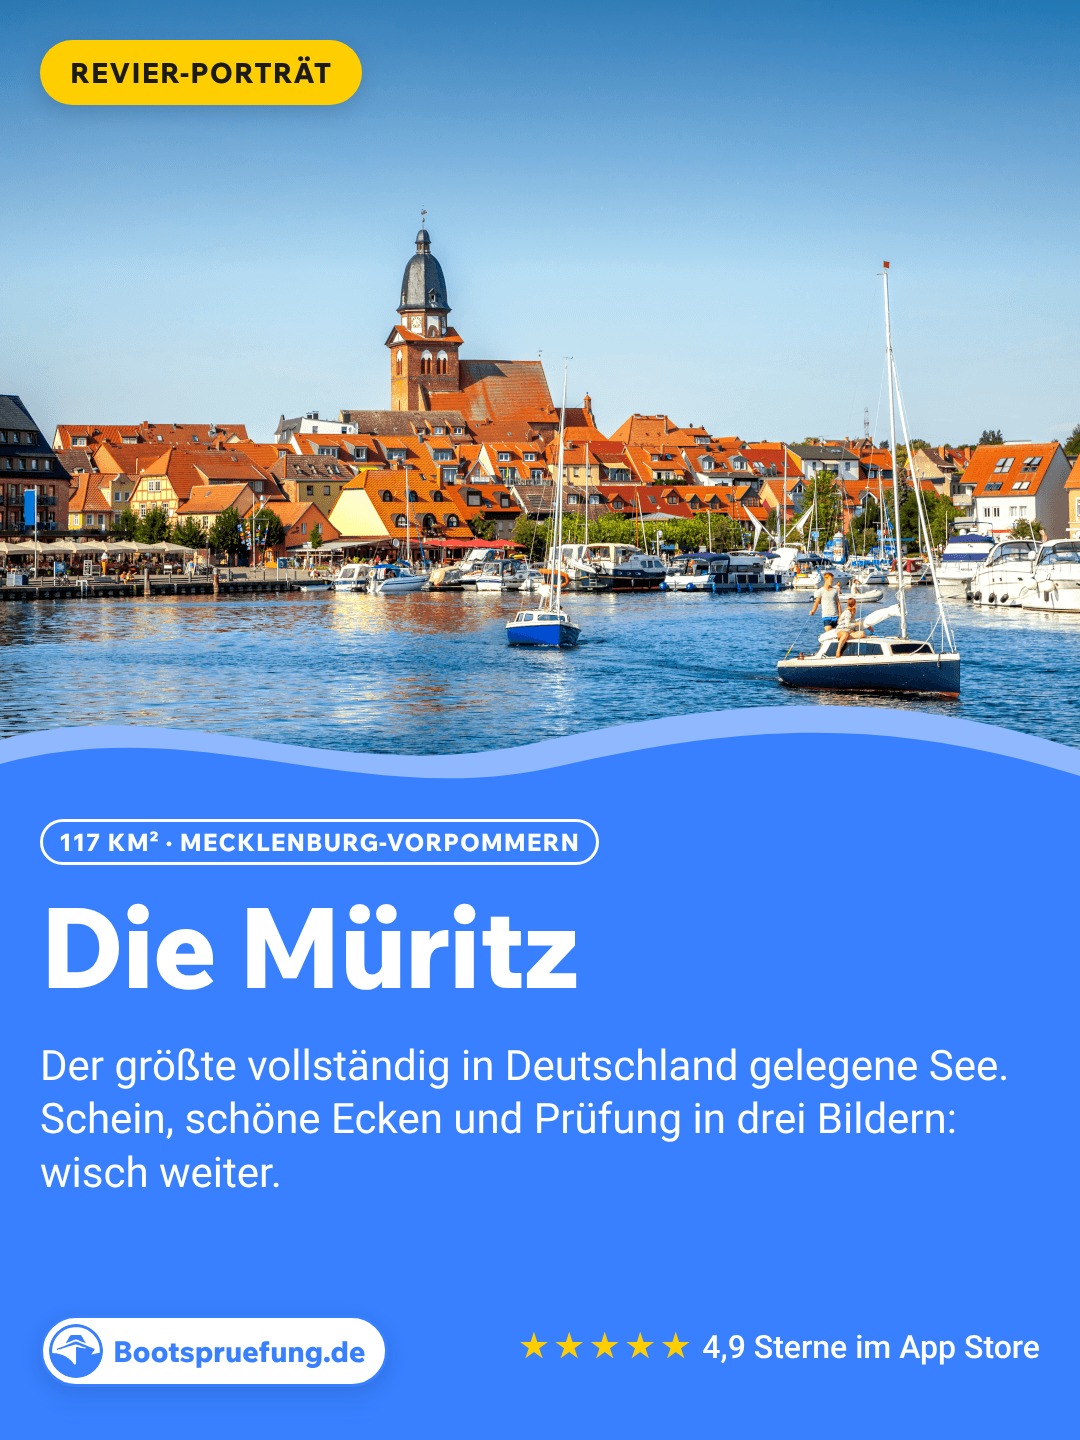 REVIER-PORTRÄT
117 KM² · MECKLENBURG-VORPOMMERN
Die Müritz
Der größte vollständig in Deutschland gelegene See.
Schein, schöne Ecken und Prüfung in drei Bildern:
wisch weiter.
Bootspruefung.de
★★★★★ 4,9 Sterne im App Store